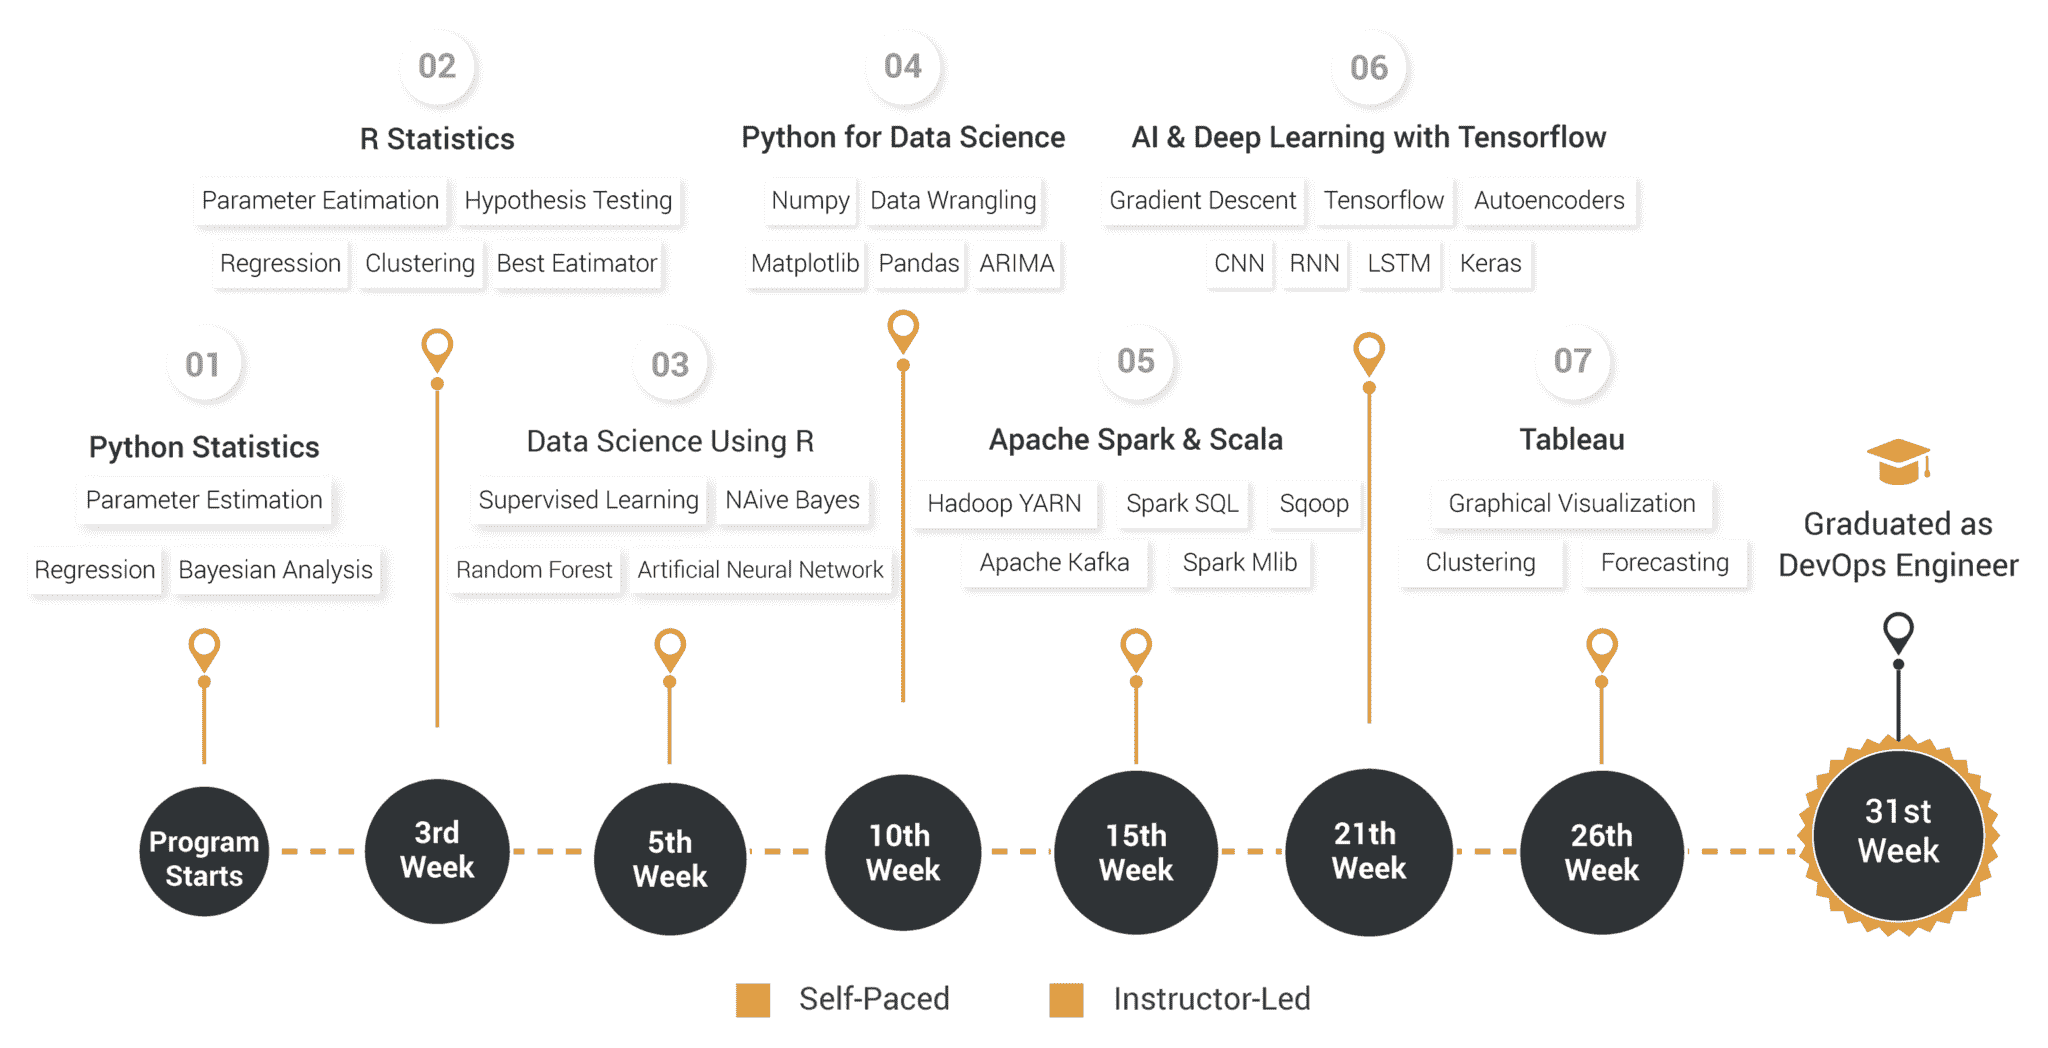 02
R Statistics
Parameter Eatimation Hypothesis Testing
Regression Clustering Best Eatimator
04
Python for Data Science
Numpy Data Wrangling
Matplotlib Pandas ARIMA
06
AI & Deep Learning with Tensorflow
Gradient Descent Tensorflow Autoencoders
CNN RNN LSTM Keras
01
Python Statistics
Parameter Estimation
Regression Bayesian Analysis
03
Data Science Using R
Supervised Learning NAive Bayes
Random Forest Artificial Neural Network
05
Apache Spark & Scala
Hadoop YARN Spark SQL Sqoop
Apache Kafka Spark Mlib
07
Tableau
Graphical Visualization
Clustering Forecasting
Graduated as
DevOps Engineer
Program
Starts
3rd
Week
5th
Week
10th
Week
15th
Week
21th
Week
26th
Week
31st
Week
Self-Paced
Instructor-Led